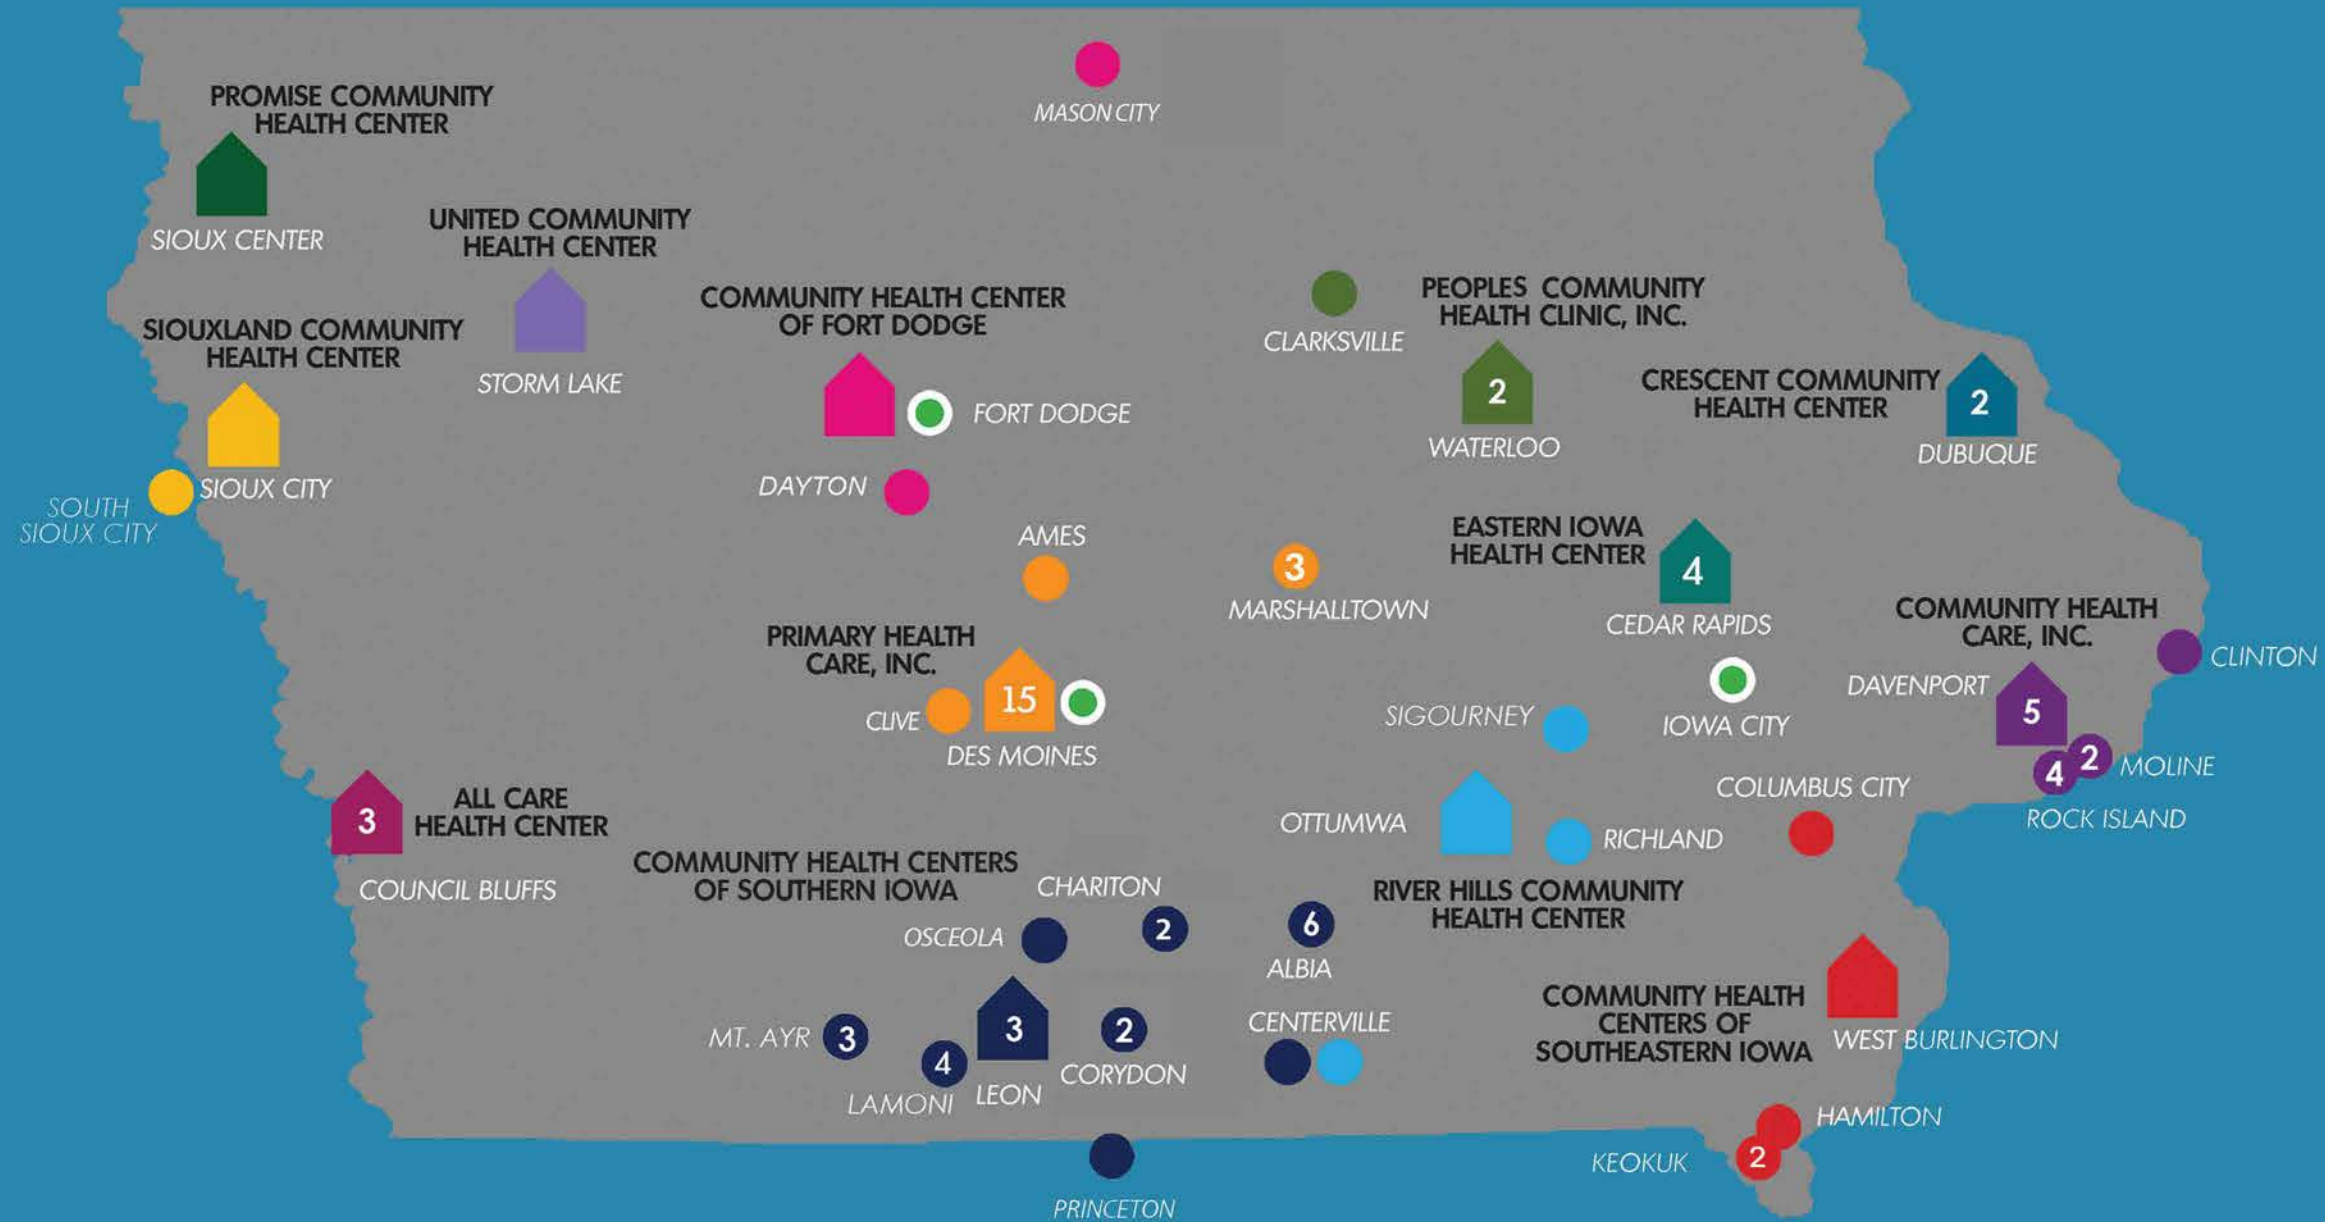 MASON CITY
PROMISE COMMUNITY
HEALTH CENTER
SIOUX CENTER
UNITED COMMUNITY
HEALTH CENTER
STORM LAKE
SIOUXLAND COMMUNITY
HEALTH CENTER
SIOUX CITY
SOUTH
SIOUX CITY
COMMUNITY HEALTH CENTER
OF FORT DODGE
FORT DODGE
DAYTON
CLARKSVILLE
PEOPLES COMMUNITY
HEALTH CLINIC, INC.
2
WATERLOO
CRESCENT COMMUNITY
HEALTH CENTER
2
DUBUQUE
AMES
3
MARSHALLTOWN
EASTERN IOWA
HEALTH CENTER
4
CEDAR RAPIDS
PRIMARY HEALTH
CARE, INC.
CLIVE
15
DES MOINES
IOWA CITY
COMMUNITY HEALTH
CARE, INC.
CLINTON
DAVENPORT
5
2
MOLINE
4
ROCK ISLAND
SIGOURNEY
OTTUMWA
RICHLAND
RIVER HILLS COMMUNITY
HEALTH CENTER
COLUMBUS CITY
3
ALL CARE
HEALTH CENTER
COUNCIL BLUFFS
COMMUNITY HEALTH CENTERS
OF SOUTHERN IOWA
CHARITON
2
OSCEOLA
6
ALBIA
MT. AYR
3
4
LAMONI
3
LEON
2
CORYDON
CENTERVILLE
COMMUNITY HEALTH
CENTERS OF
SOUTHEASTERN IOWA
WEST BURLINGTON
HAMILTON
KEOKUK
2
PRINCETON